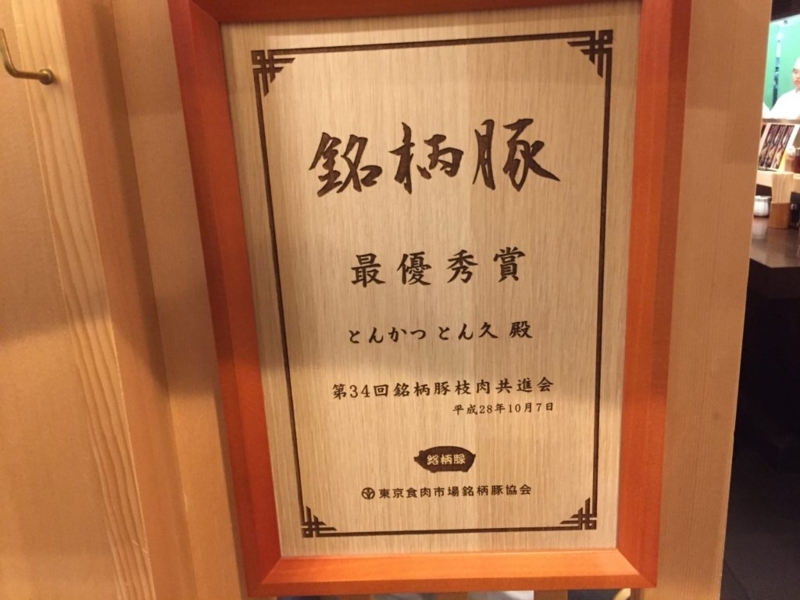 銘柄豚
最優秀賞
とんかつ とん久 殿
第34回銘柄豚枝肉共進会
平成28年10月7日
銘柄豚
東京食肉市場銘柄豚協会